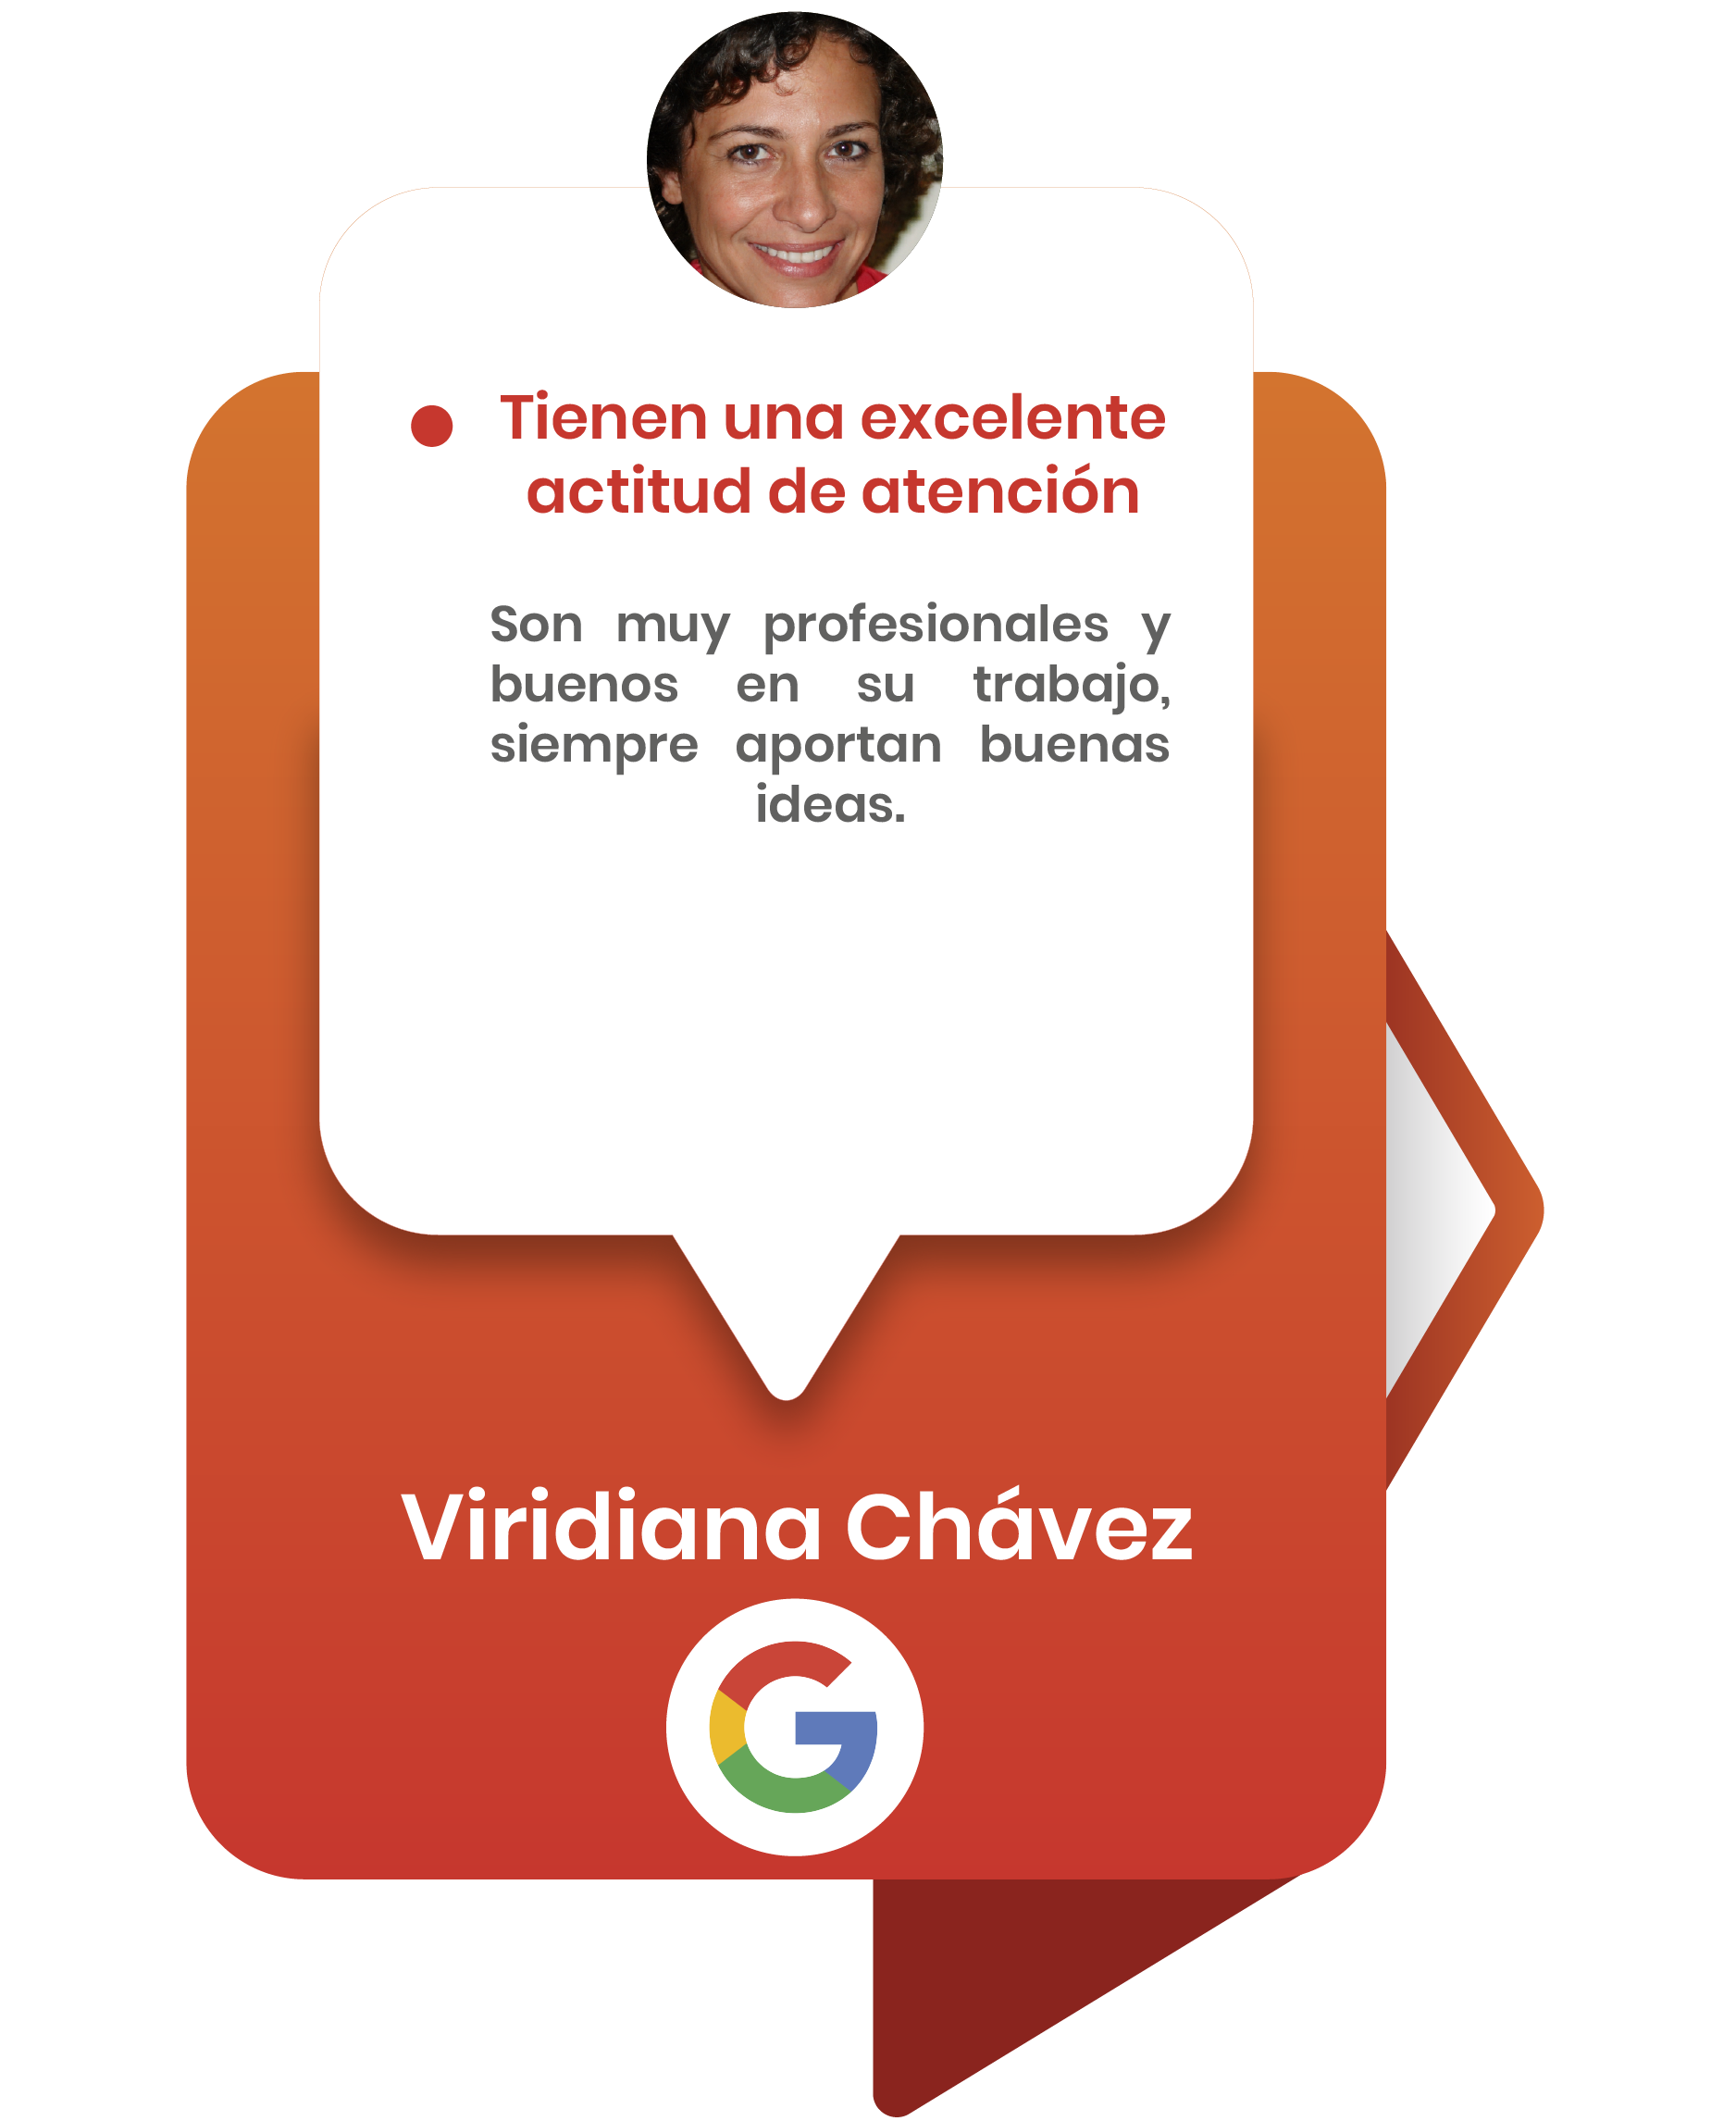 Tienen una excelente
actitud de atención
Son muy profesionales y
buenos en su trabajo,
siempre aportan buenas
ideas.
Viridiana Chávez
G